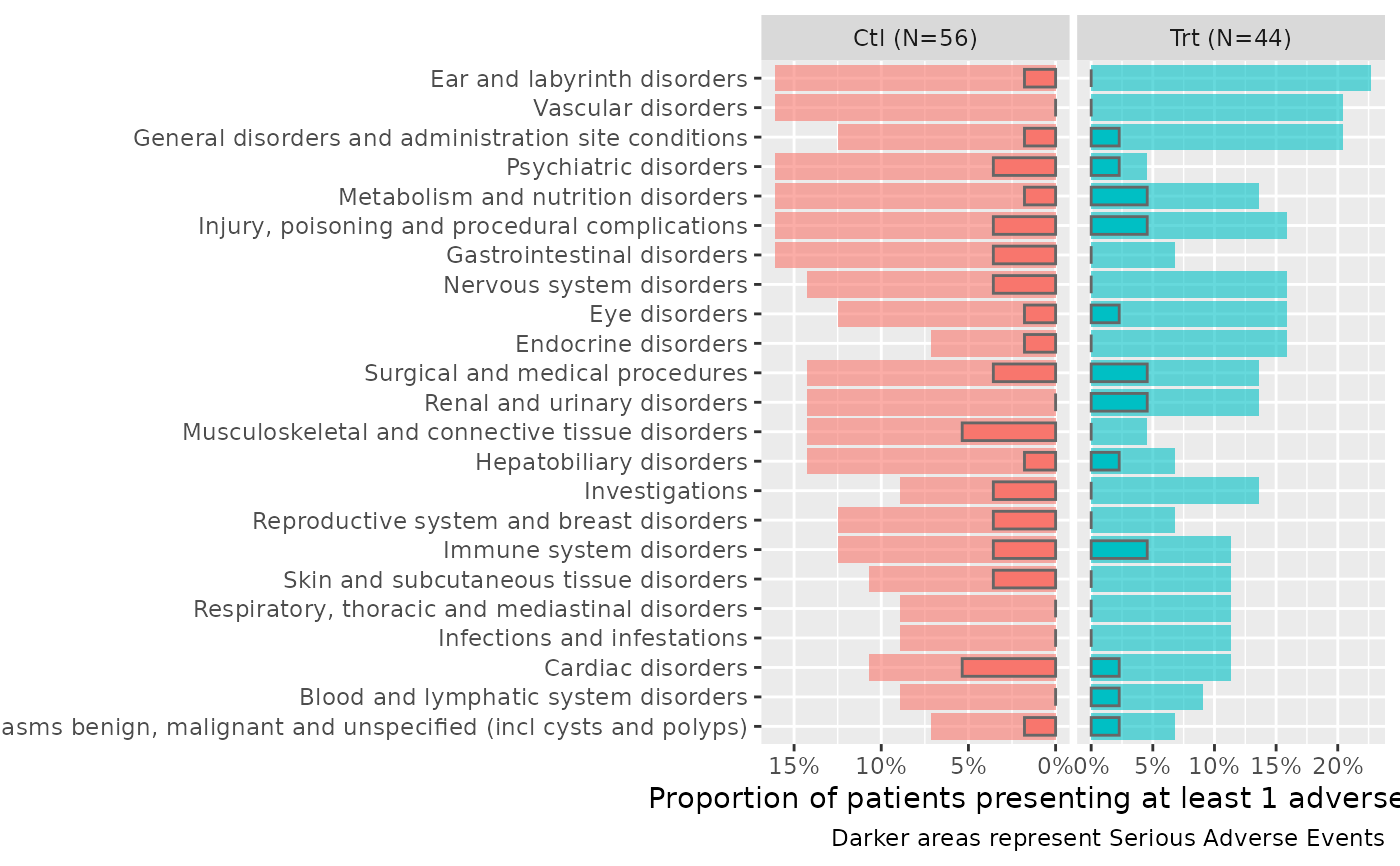 Ctl (N=56) Trt (N=44)
Ear and labyrinth disorders
Vascular disorders
General disorders and administration site conditions
Psychiatric disorders
Metabolism and nutrition disorders
Injury, poisoning and procedural complications
Gastrointestinal disorders
Nervous system disorders
Eye disorders
Endocrine disorders
Surgical and medical procedures
Renal and urinary disorders
Musculoskeletal and connective tissue disorders
Hepatobiliary disorders
Investigations
Reproductive system and breast disorders
Immune system disorders
Skin and subcutaneous tissue disorders
Respiratory, thoracic and mediastinal disorders
Infections and infestations
Cardiac disorders
Blood and lymphatic system disorders
asms benign, malignant and unspecified (incl cysts and polyps)
15% 10% 5% 0% 0% 5% 10% 15% 20%
Proportion of patients presenting at least 1 adverse
Darker areas represent Serious Adverse Events